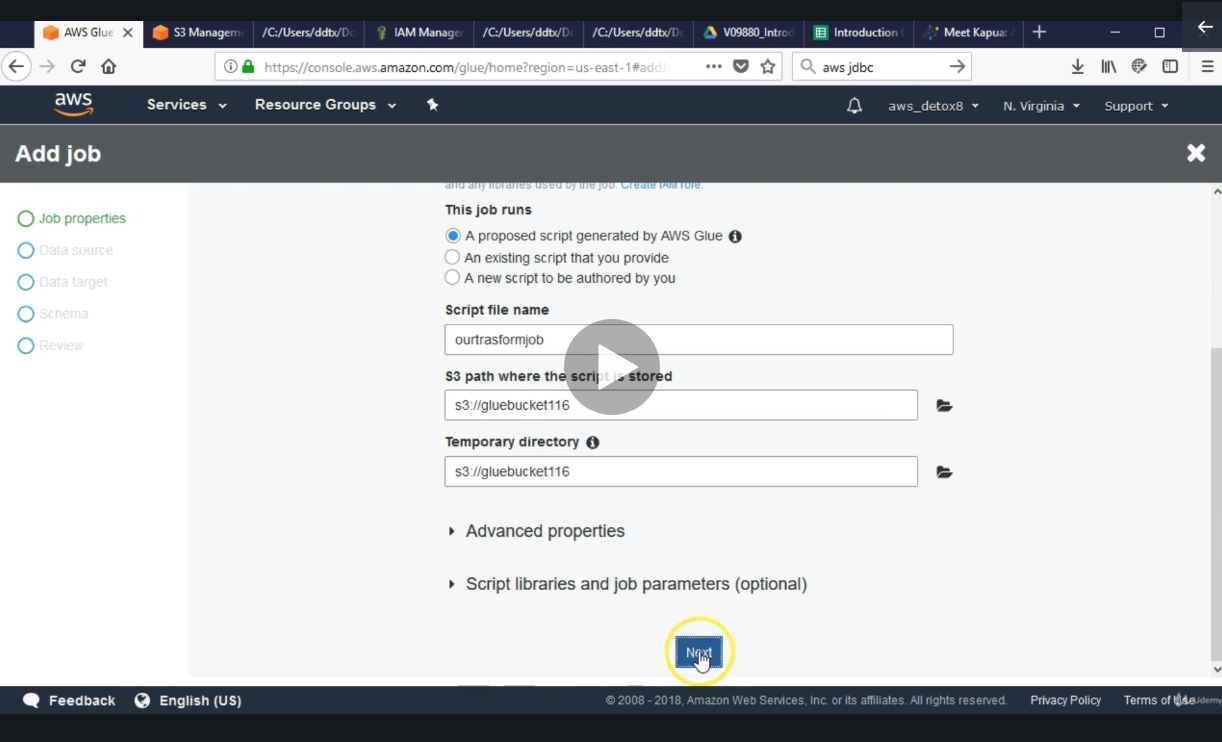 AWS Glue
S3 Managem
/C:/Users/ddtx/Do
IAM Manager
/C:/Users/ddtx/Do
/C:/Users/ddtx/Do
V09880_Introd
Introduction
Meet Kapua:
https://console.aws.amazon.com/glue/home?region=us-east-1#add
aws jdbc
aws
Services
Resource Groups
aws_detox8
N. Virginia
Support
Add job
Job properties
Data source
Data target
Schema
Review
and any libraries used by the job. Create IAM role.
This job runs
A proposed script generated by AWS Glue
An existing script that you provide
A new script to be authored by you
Script file name
ourtrasformjob
S3 path where the script is stored
s3://gluebucket116
Temporary directory
s3://gluebucket116
Advanced properties
Script libraries and job parameters (optional)
Next
Feedback
English (US)
© 2008 - 2018, Amazon Web Services, Inc. or its affiliates. All rights reserved.
Privacy Policy
Terms of Use
Udemy